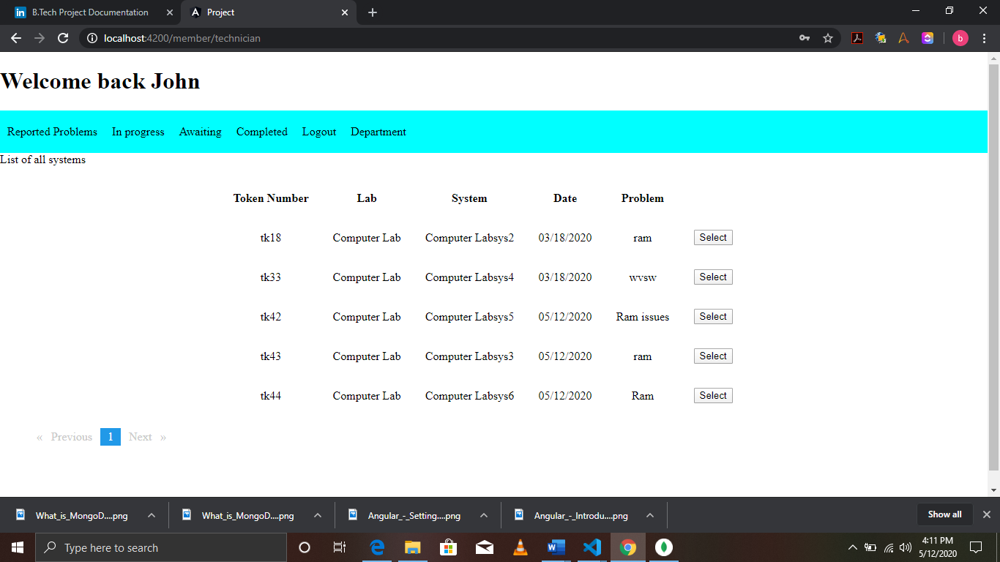 B.Tech Project Documentation
Project
localhost:4200/member/technician
b
Welcome back John
Reported Problems In progress Awaiting Completed Logout Department
List of all systems
Token Number Lab System Date Problem
tk18 Computer Lab Computer Labsys2 03/18/2020 ram Select
tk33 Computer Lab Computer Labsys4 03/18/2020 wvsw Select
tk42 Computer Lab Computer Labsys5 05/12/2020 Ram issues Select
tk43 Computer Lab Computer Labsys3 05/12/2020 ram Select
tk44 Computer Lab Computer Labsys6 05/12/2020 Ram Select
« Previous 1 Next »
What_is_MongoD....png What_is_MongoD....png Angular_-_Setting....png Angular_-_Introdu....png Show all
Type here to search
4:11 PM
5/12/2020